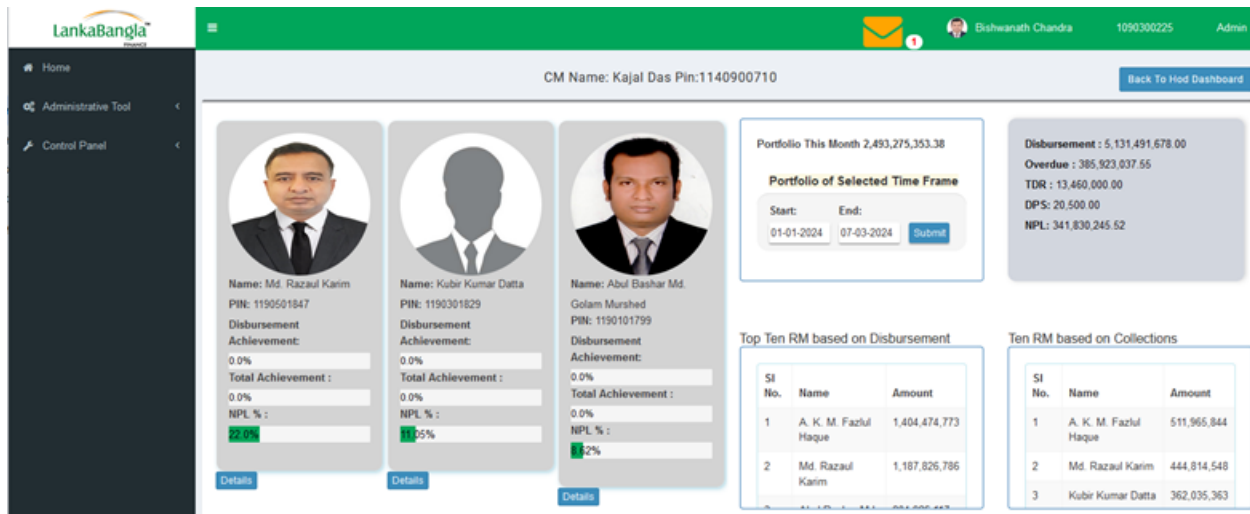 LankaBangla
FINANCE
1
Bishwanath Chandra
1090300225
Admin
Home
Administrative Tool
Control Panel
CM Name: Kajal Das Pin:1140900710
Back To Hod Dashboard
Name: Md. Razaul Karim
PIN: 1190501847
Disbursement
Achievement:
0.0%
Total Achievement :
0.0%
NPL % :
22.0%
Details
Name: Kubir Kumar Datta
PIN: 1190301829
Disbursement
Achievement:
0.0%
Total Achievement :
0.0%
NPL % :
11.05%
Details
Name: Abul Bashar Md.
Golam Murshed
PIN: 1190101799
Disbursement
Achievement:
0.0%
Total Achievement :
0.0%
NPL % :
8.62%
Details
Portfolio This Month 2,493,275,353.38
Portfolio of Selected Time Frame
Start: End:
01-01-2024 07-03-2024 Submit
Disbursement : 5,131,491,678.00
Overdue : 385,923,037.55
TDR : 13,460,000.00
DPS: 20,500.00
NPL: 341,830,245.52
Top Ten RM based on Disbursement
Sl
No. Name Amount
1 A. K. M. Fazlul
Haque 1,404,474,773
2 Md. Razaul
Karim 1,187,826,786
Ten RM based on Collections
Sl
No. Name Amount
1 A. K. M. Fazlul
Haque 511,965,844
2 Md. Razaul Karim 444,814,548
3 Kubir Kumar Datta 362,035,363